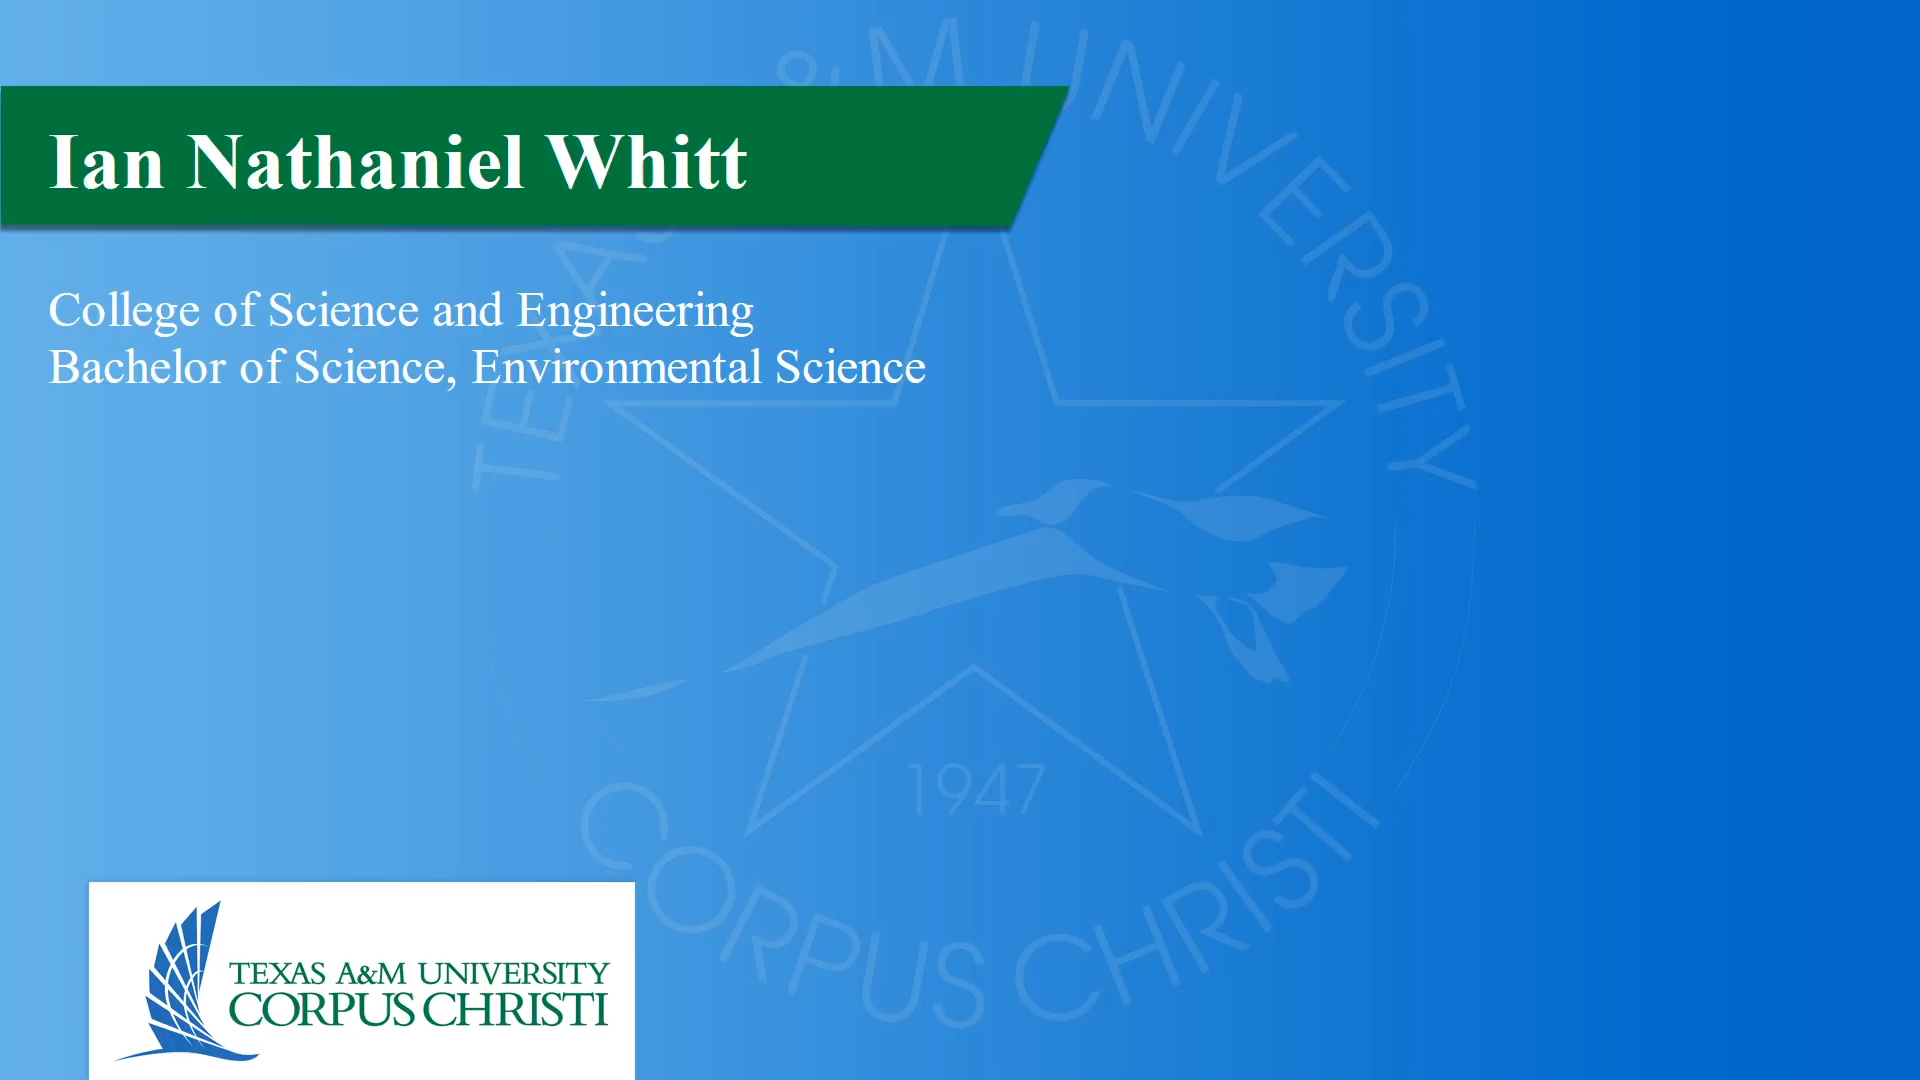 Ian Nathaniel Whitt
College of Science and Engineering
Bachelor of Science, Environmental Science
TEXAS A&M UNIVERSITY
1947
CORPUS CHRISTI
TEXAS A&M UNIVERSITY
CORPUS CHRISTI